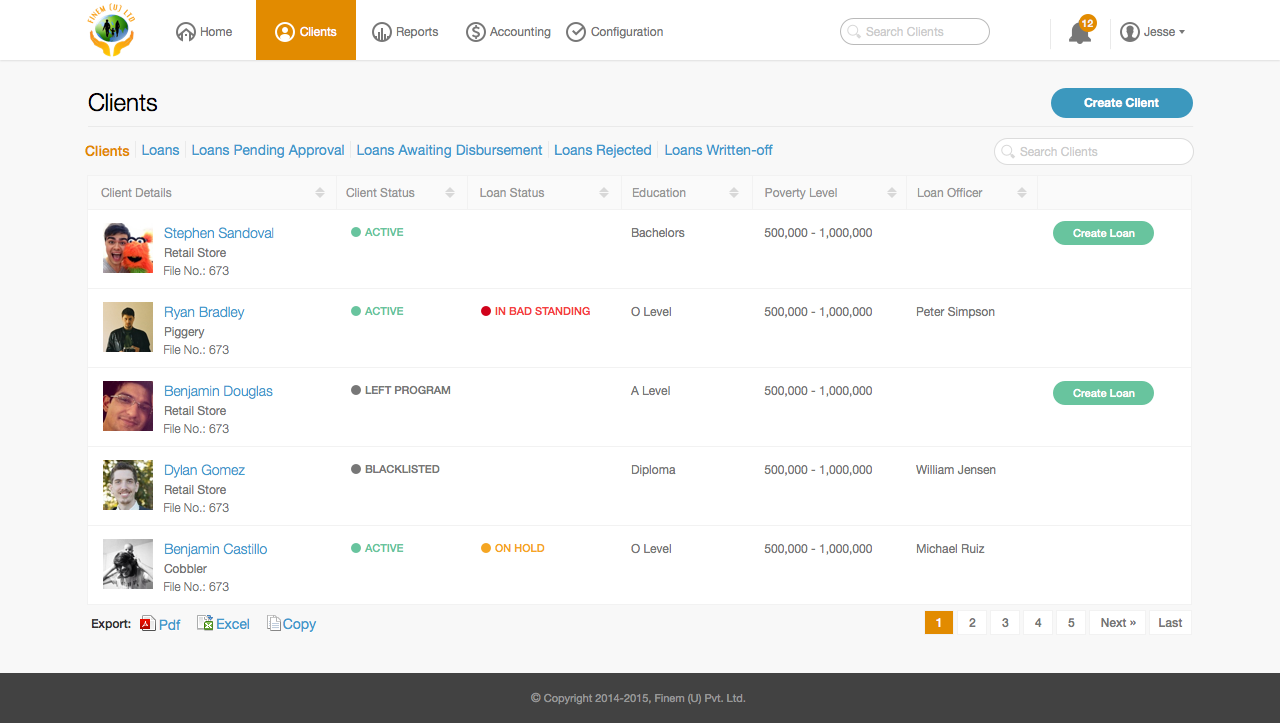 FINEM (U) LTD
Home Clients Reports Accounting Configuration Search Clients 12 Jesse
Clients Create Client
Clients Loans Loans Pending Approval Loans Awaiting Disbursement Loans Rejected Loans Written-off Search Clients
Client Details Client Status Loan Status Education Poverty Level Loan Officer
Stephen Sandoval ACTIVE Bachelors 500,000 - 1,000,000 Create Loan
Retail Store
File No.: 673
Ryan Bradley ACTIVE IN BAD STANDING O Level 500,000 - 1,000,000 Peter Simpson
Piggery
File No.: 673
Benjamin Douglas LEFT PROGRAM A Level 500,000 - 1,000,000 Create Loan
Retail Store
File No.: 673
Dylan Gomez BLACKLISTED Diploma 500,000 - 1,000,000 William Jensen
Retail Store
File No.: 673
Benjamin Castillo ACTIVE ON HOLD O Level 500,000 - 1,000,000 Michael Ruiz
Cobbler
File No.: 673
Export: Pdf Excel Copy 1 2 3 4 5 Next » Last
© Copyright 2014-2015, Finem (U) Pvt. Ltd.